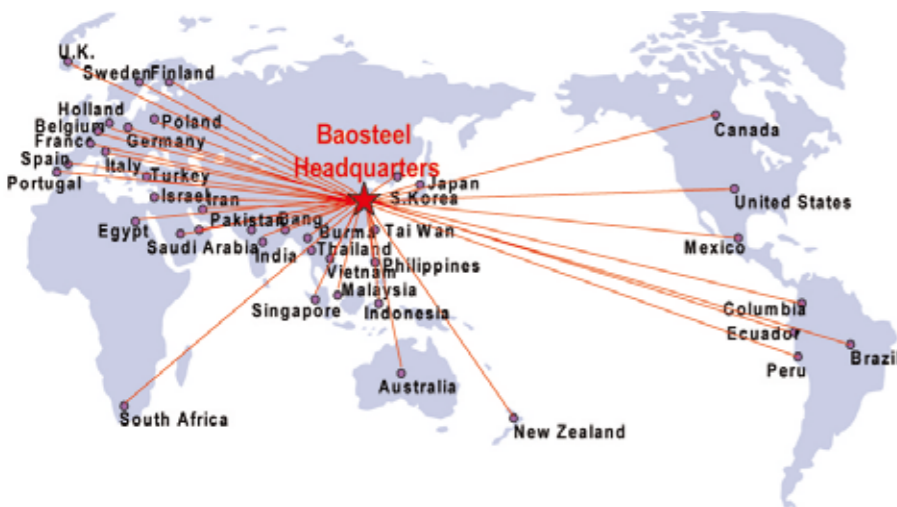 U.K.
Sweden Finland
Holland
Belgium
Poland
France
Germany
Baosteel
Headquarters
Canada
Spain
Italy
Turkey
Japan
Portugal
Israel
Iran
S.Korea
United States
Egypt
Pakistan
Bang
Burma
Tai Wan
Saudi Arabia
India
Thailand
Mexico
Vietnam
Philippines
Malaysia
Singapore
Indonesia
Columbia
Ecuador
Brazil
Peru
Australia
South Africa
New Zealand